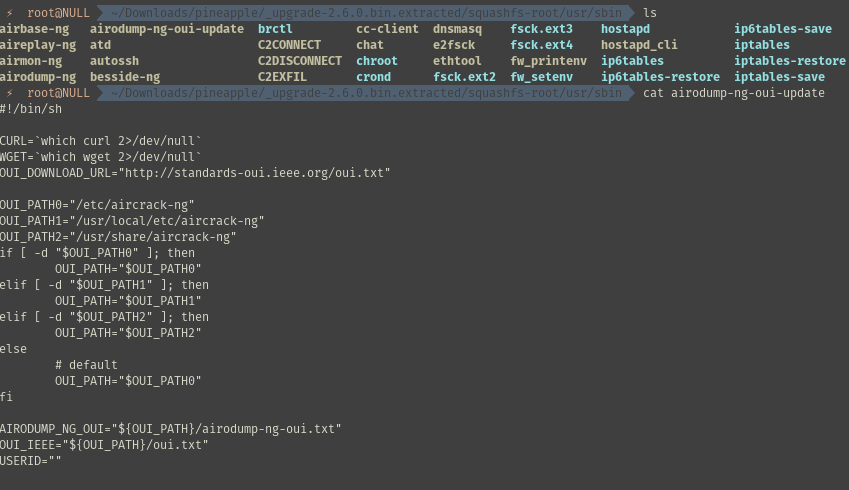 ⚡ root@NULL ~/Downloads/pineapple/_upgrade-2.6.0.bin.extracted/squashfs-root/usr/sbin ls
airbase-ng airodump-ng-oui-update brctl cc-client dnsmasq fsck.ext3 hostapd ip6tables-save
aireplay-ng atd C2CONNECT chat e2fsck fsck.ext4 hostapd_cli iptables
airmon-ng autossh C2DISCONNECT chroot ethtool fw_printenv ip6tables iptables-restore
airodump-ng besside-ng C2EXFIL crond fsck.ext2 fw_setenv ip6tables-restore iptables-save
⚡ root@NULL ~/Downloads/pineapple/_upgrade-2.6.0.bin.extracted/squashfs-root/usr/sbin cat airodump-ng-oui-update
#!/bin/sh
CURL=`which curl 2>/dev/null`
WGET=`which wget 2>/dev/null`
OUI_DOWNLOAD_URL="http://standards-oui.ieee.org/oui.txt"
OUI_PATH0="/etc/aircrack-ng"
OUI_PATH1="/usr/local/etc/aircrack-ng"
OUI_PATH2="/usr/share/aircrack-ng"
if [ -d "$OUI_PATH0" ]; then
OUI_PATH="$OUI_PATH0"
elif [ -d "$OUI_PATH1" ]; then
OUI_PATH="$OUI_PATH1"
elif [ -d "$OUI_PATH2" ]; then
OUI_PATH="$OUI_PATH2"
else
# default
OUI_PATH="$OUI_PATH0"
fi
AIRODUMP_NG_OUI="${OUI_PATH}/airodump-ng-oui.txt"
OUI_IEEE="${OUI_PATH}/oui.txt"
USERID=""